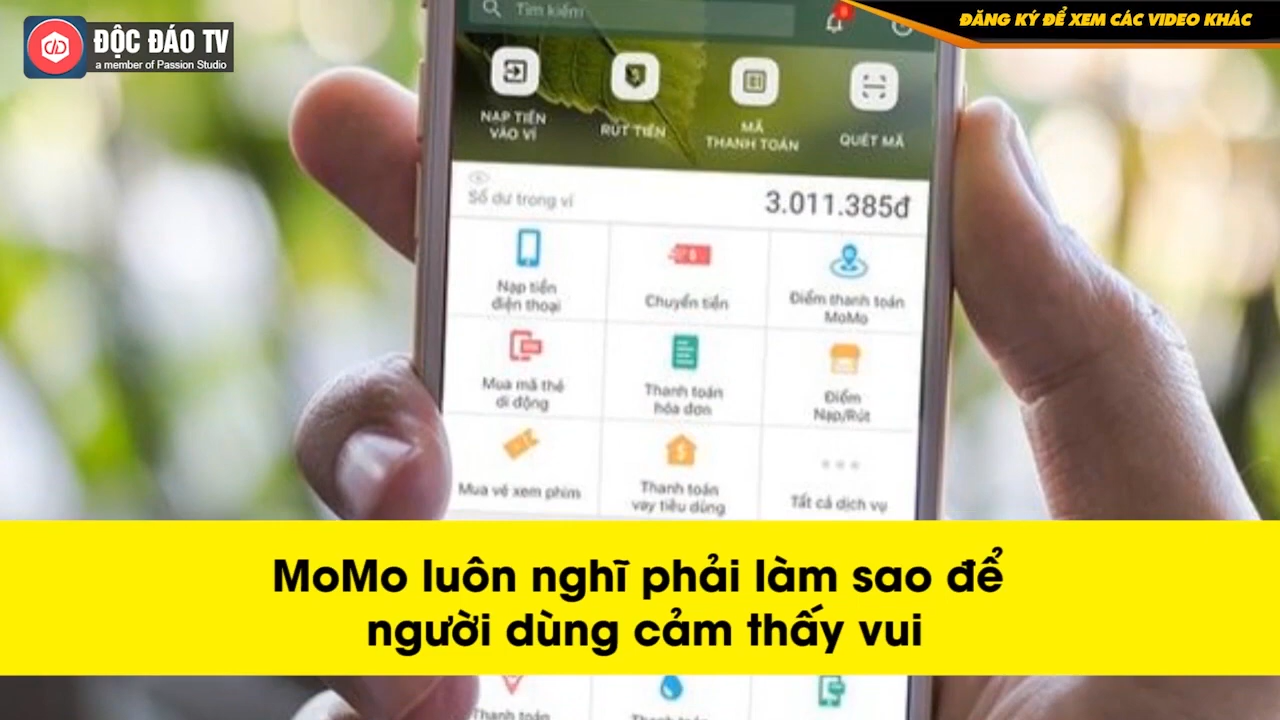 ĐỘC ĐÁO TV
a member of Passion Studio
ĐĂNG KÝ ĐỂ XEM CÁC VIDEO KHÁC
Tìm kiếm
NẠP TIỀN
VÀO VÍ
RÚT TIỀN
MÃ
THANH TOÁN
QUÉT MÃ
Số dư trong ví
3.011.385đ
Nạp tiền
điện thoại
Chuyển tiền
Điểm thanh toán
MoMo
Mua mã thẻ
di động
Thanh toán
hóa đơn
Điểm
Nạp/Rút
Mua vé xem phim
Thanh toán
vay tiêu dùng
Tất cả dịch vụ
MoMo luôn nghĩ phải làm sao để
người dùng cảm thấy vui
Thanh toán
Thanh toán